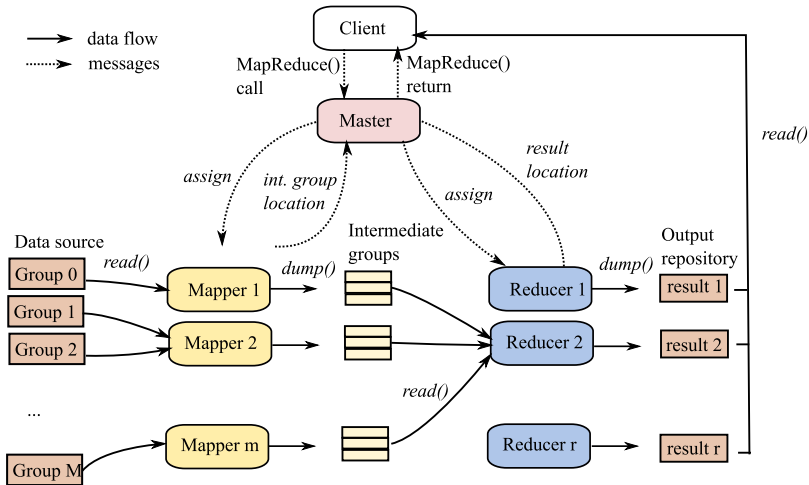 Client
data flow
messages
MapReduce()
call
MapReduce()
return
Master
read()
assign
int. group
location
assign
result
location
Data source
Intermediate
groups
Output
repository
Group 0
read()
Mapper 1
dump()
Reducer 1
dump()
result 1
Group 1
Group 2
Mapper 2
Reducer 2
result 2
read()
...
Group M
Mapper m
Reducer r
result r